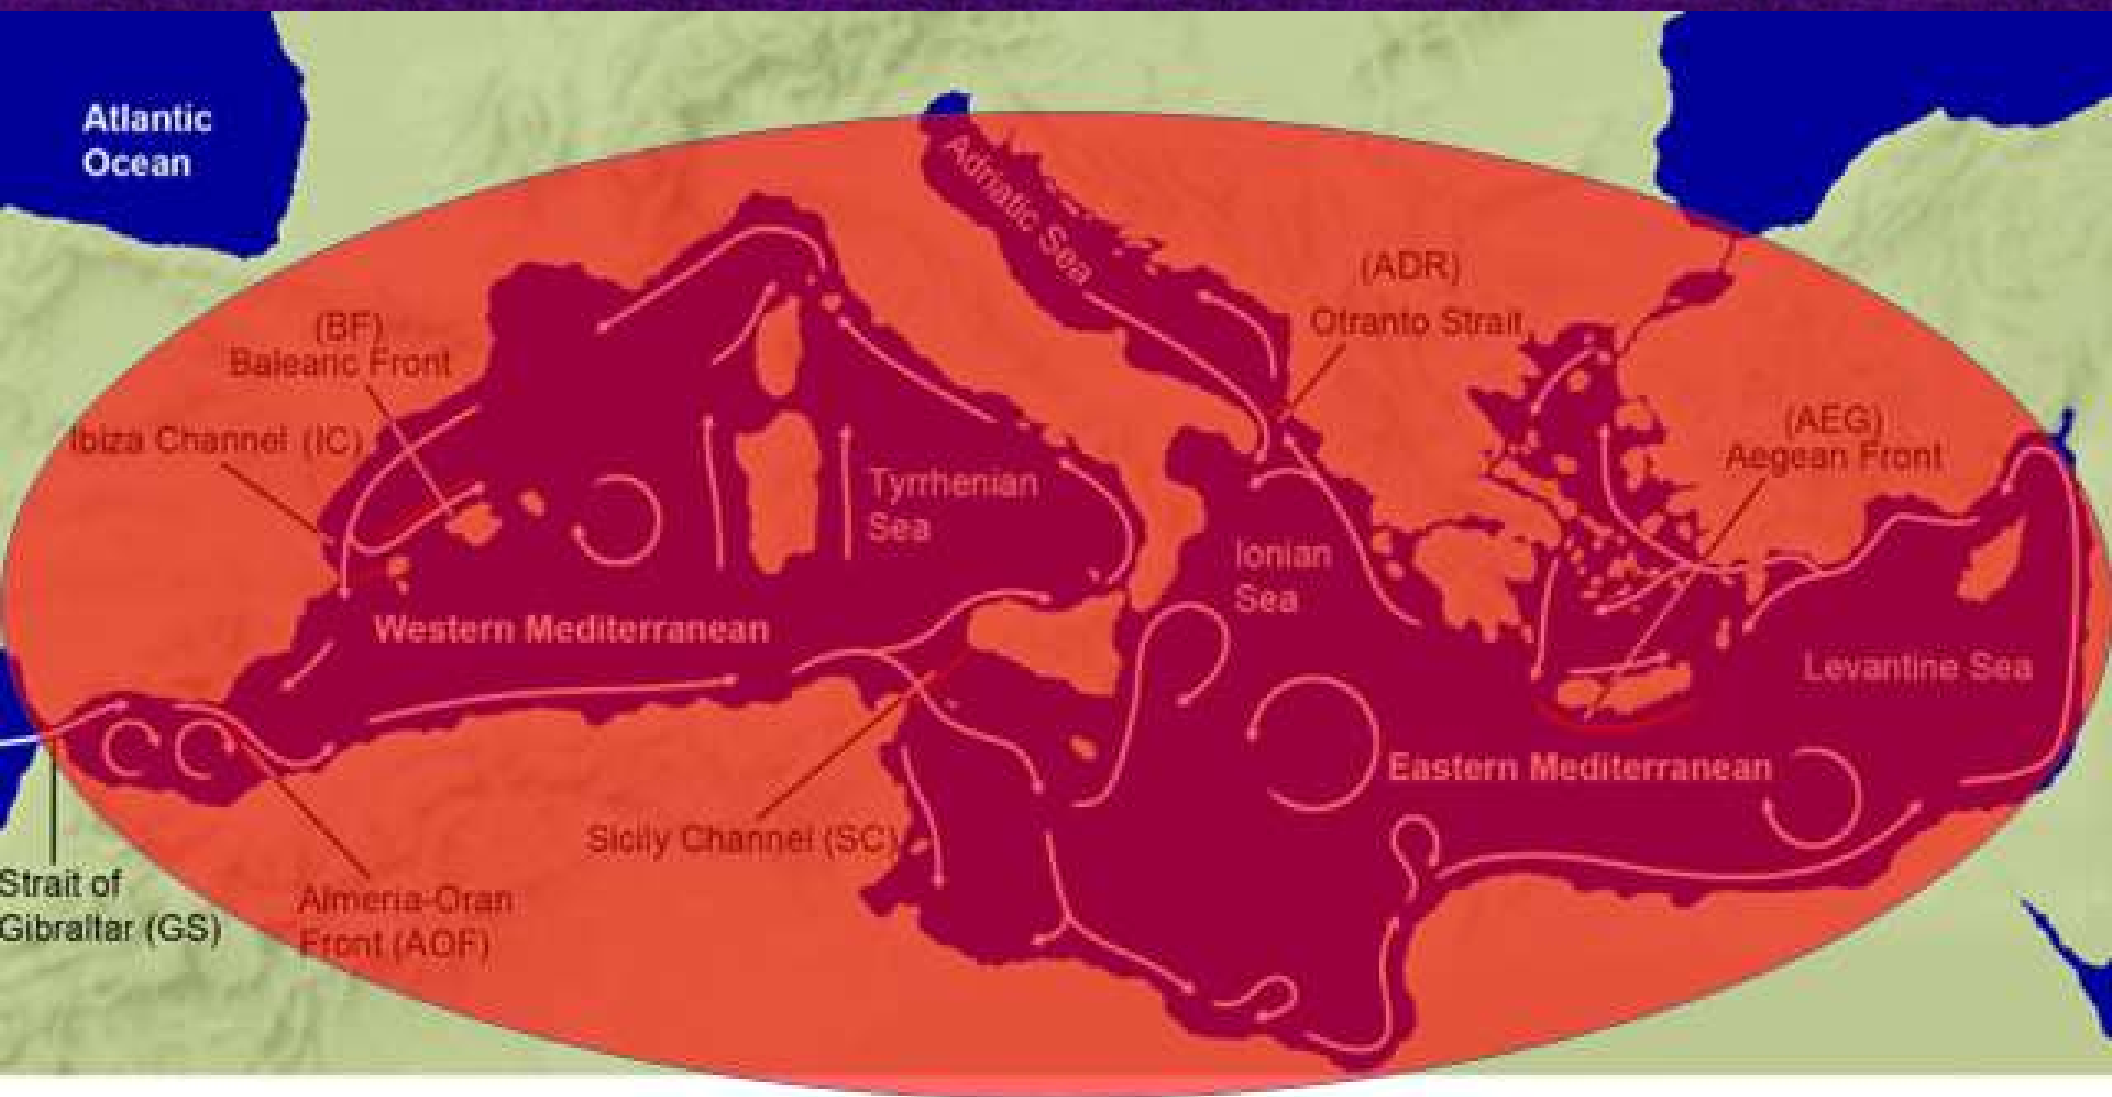 Atlantic
Ocean
Adriatic Sea
(ADR)
Otranto Strait
(BF)
Balearic Front
Ibiza Channel (IC)
(AEG)
Aegean Front
Tyrrhenian
Sea
Ionian
Sea
Western Mediterranean
Levantine Sea
Eastern Mediterranean
Sicily Channel (SC)
Strait of
Gibraltar (GS)
Almeria-Oran
Front (AOF)